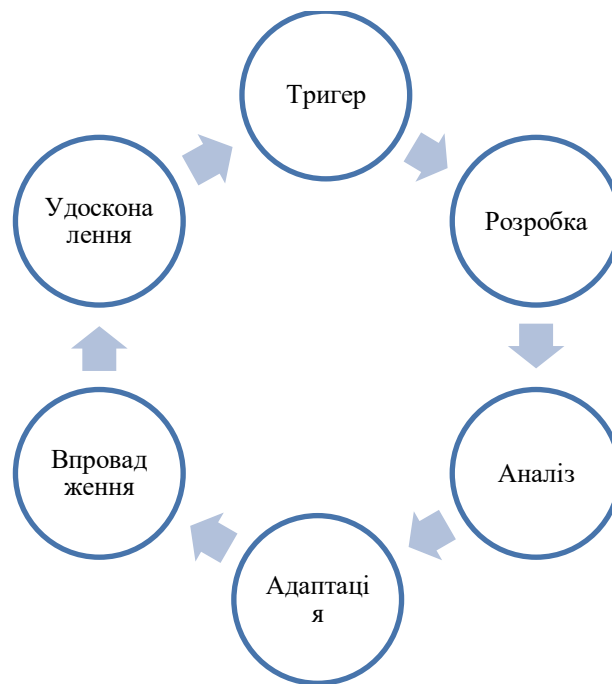 Тригер
Розробка
Аналіз
Адаптаці
я
Впровад
ження
Удоскона
лення